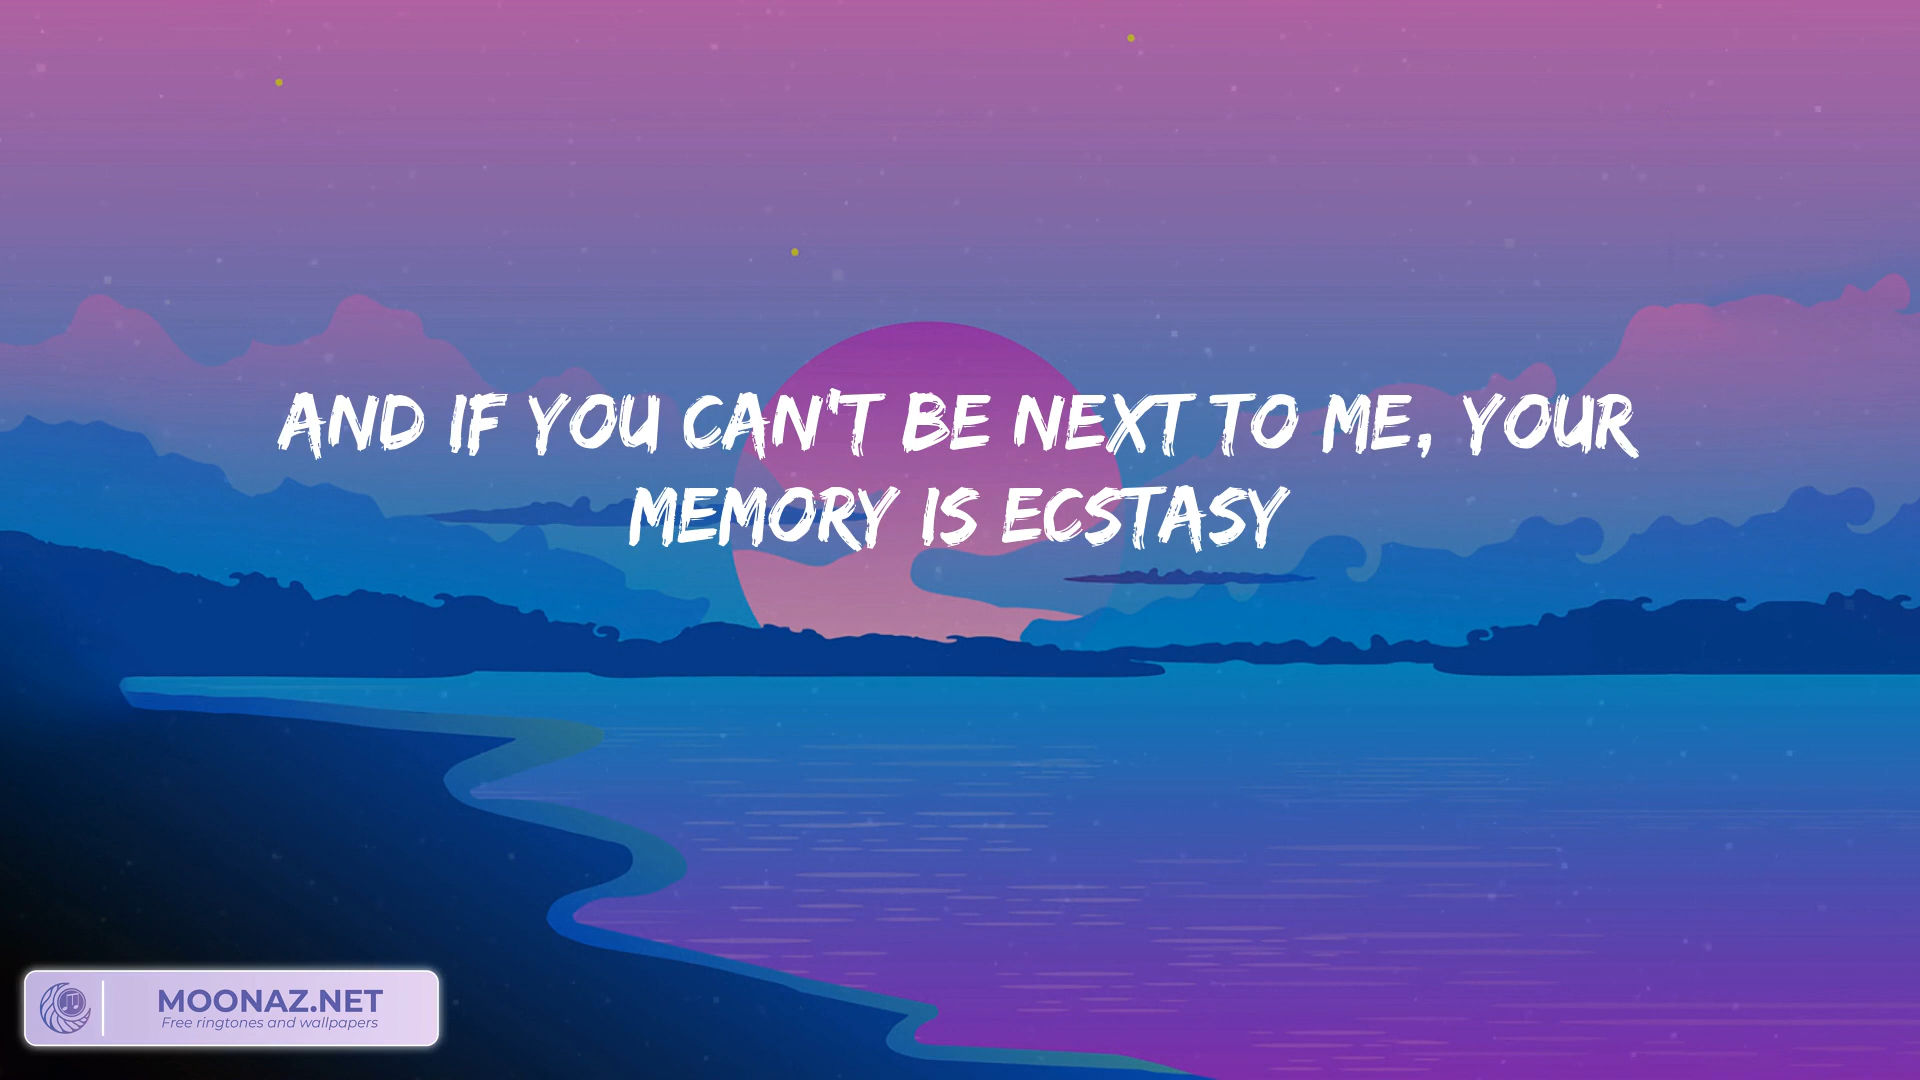 AND IF YOU CAN'T BE NEXT TO ME, YOUR
MEMORY IS ECSTASY
MOONAZ.NET
Free ringtones and wallpapers